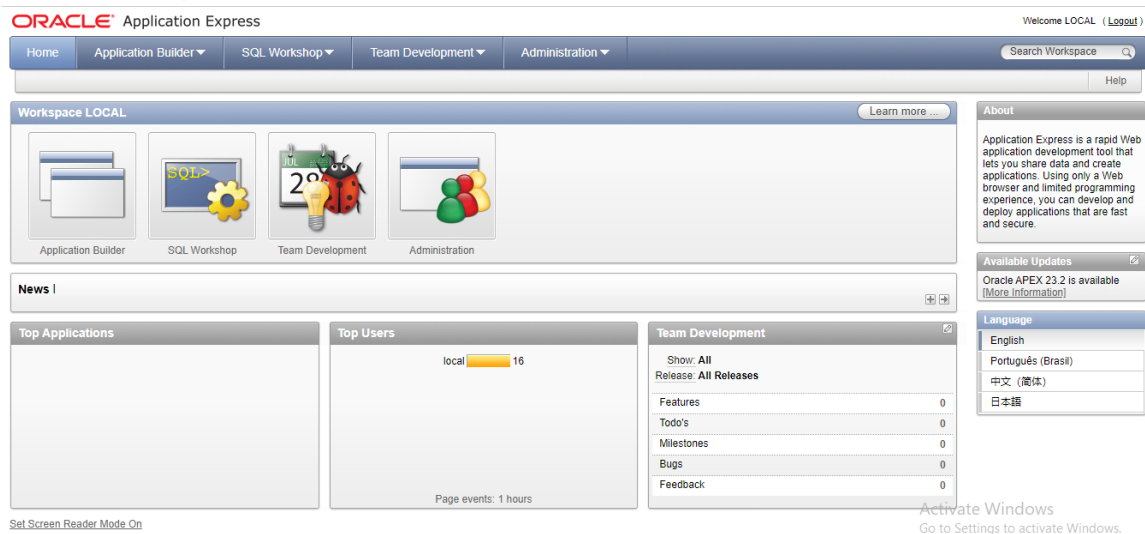 ORACLE Application Express
Welcome LOCAL ( Logout )
Home Application Builder SQL Workshop Team Development Administration
Search Workspace
Help
Workspace LOCAL
Learn more ...
SQL>
JUL
28
Application Builder SQL Workshop Team Development Administration
News
Top Applications
Top Users
local 16
Page events: 1 hours
Team Development
Show: All
Release: All Releases
Features 0
Todo's 0
Milestones 0
Bugs 0
Feedback 0
About
Application Express is a rapid Web
application development tool that
lets you share data and create
applications. Using only a Web
browser and limited programming
experience, you can develop and
deploy applications that are fast
and secure.
Available Updates
Oracle APEX 23.2 is available
[More Information]
Language
English
Português (Brasil)
中文 (简体)
日本語
Set Screen Reader Mode On
Activate Windows
Go to Settings to activate Windows.